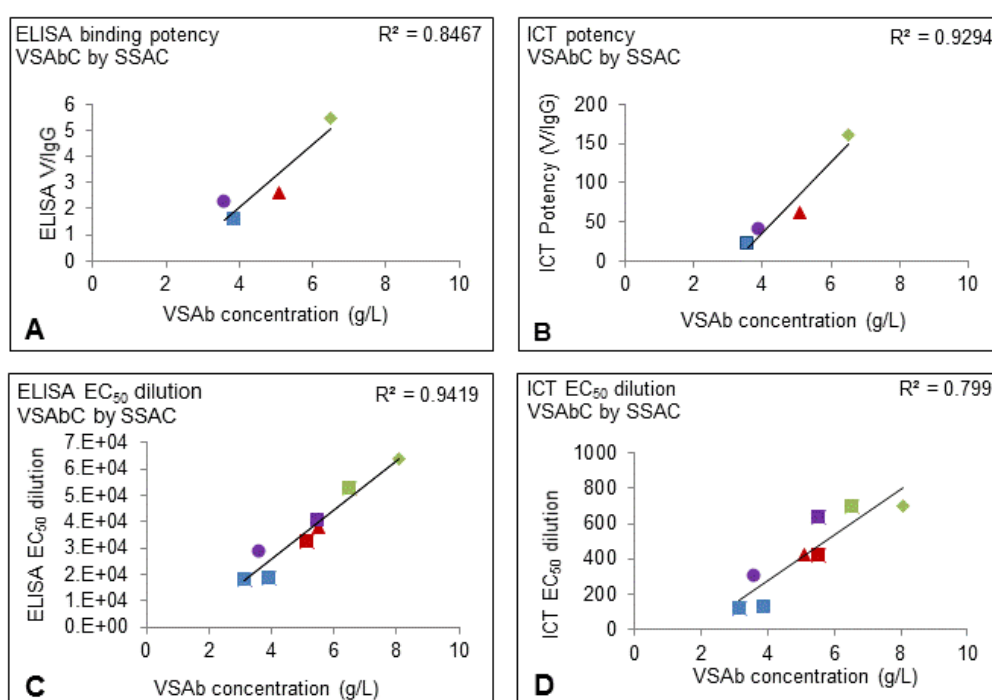 ELISA binding potency R² = 0.8467
VSAbC by SSAC
6
5
4
3
2
1
0
ELISA V/IgG
0 2 4 6 8 10
VSAb concentration (g/L)
A
ICT potency R² = 0.9294
VSAbC by SSAC
200
150
100
50
0
ICT Potency (V/IgG)
0 2 4 6 8 10
VSAb concentration (g/L)
B
ELISA EC₅₀ dilution R² = 0.9419
VSAbC by SSAC
7.E+04
6.E+04
5.E+04
4.E+04
3.E+04
2.E+04
1.E+04
0.E+00
ELISA EC₅₀ dilution
0 2 4 6 8 10
VSAb concentration (g/L)
C
ICT EC₅₀ dilution R² = 0.799
VSAbC by SSAC
1000
800
600
400
200
0
ICT EC₅₀ dilution
0 2 4 6 8 10
VSAb concentration (g/L)
D